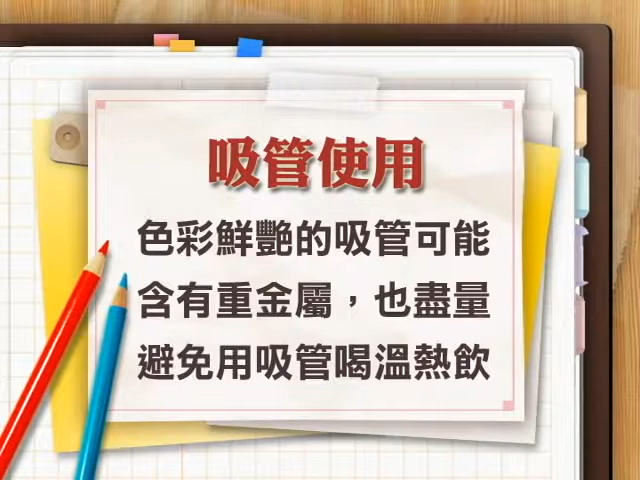 吸管使用
色彩鮮艷的吸管可能
含有重金屬，也盡量
避免用吸管喝溫熱飲